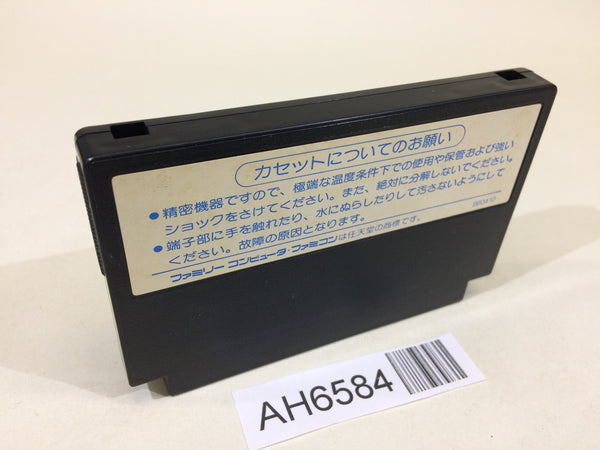 カセットについてのお願い
●精密機器ですので、極端な温度条件下での使用や保管および強い
ショックをさけてください。また、絶対に分解しないでください。
●端子部に手を触れたり、水にぬらしたりして汚さないようにして
ください。故障の原因となります。
ファミリーコンピュータ・ファミコンは任天堂の商標です。
AH6584